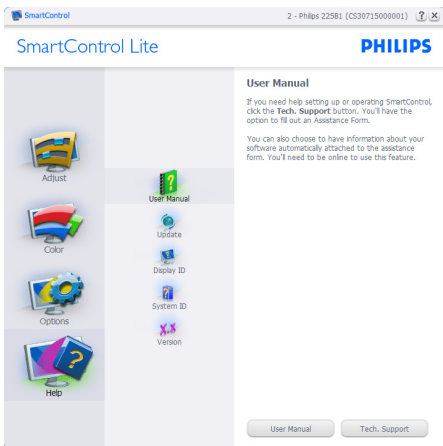 SmartControl
2 - Philips 225B1 (CS30715000001) ? X
SmartControl Lite
PHILIPS
Adjust
Color
Options
Help
User Manual
Update
Display ID
System ID
X.X
Version
User Manual
If you need help setting up or operating SmartControl,
click the Tech. Support button. You'll have the
option to fill out an Assistance Form.
You can also choose to have information about your
software automatically attached to the assistance
form. You'll need to be online to use this feature.
User Manual
Tech. Support